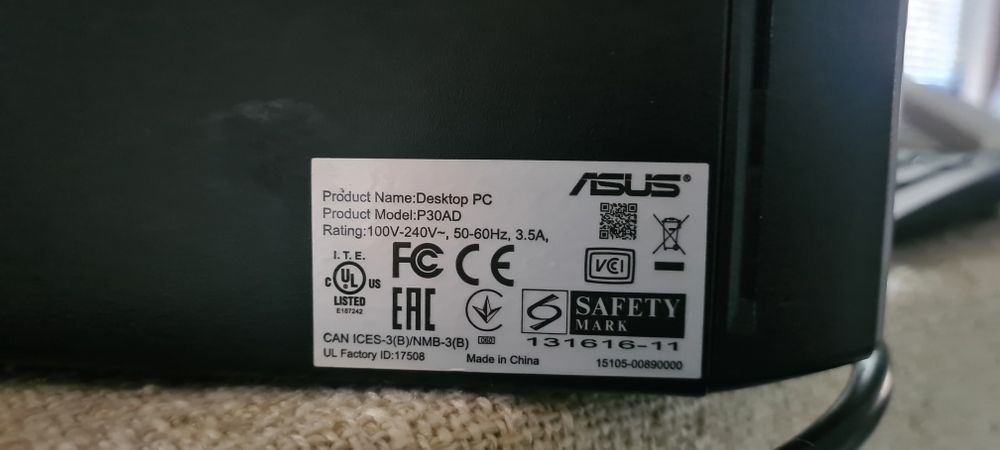 ASUS®
Product Name:Desktop PC
Product Model:P30AD
Rating:100V-240V~, 50-60Hz, 3.5A,
I.T.E.
c UL US
LISTED
E187242
FC CE
VCI
EAC
SAFETY
MARK
131616-11
CAN ICES-3(B)/NMB-3(B)
UL Factory ID:17508
Made in China
15105-00890000